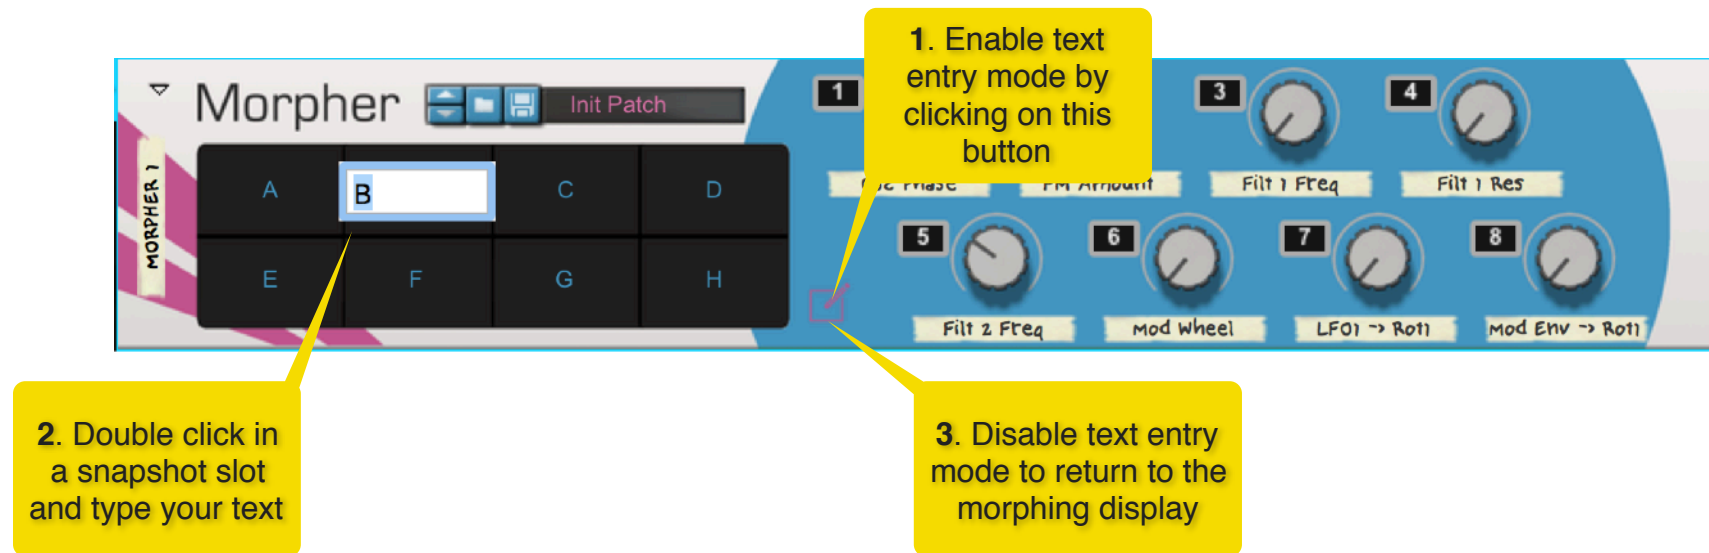 1. Enable text
entry mode by
clicking on this
button
Morpher
Init Patch
1
3
4
MORPHER 1
A
B
C
D
Phase
FM Amount
Filt 1 Freq
Filt 1 Res
5
6
7
8
E
F
G
H
Filt 2 Freq
Mod Wheel
LFO1 -> Rot1
Mod Env -> Rot1
2. Double click in
a snapshot slot
and type your text
3. Disable text entry
mode to return to the
morphing display